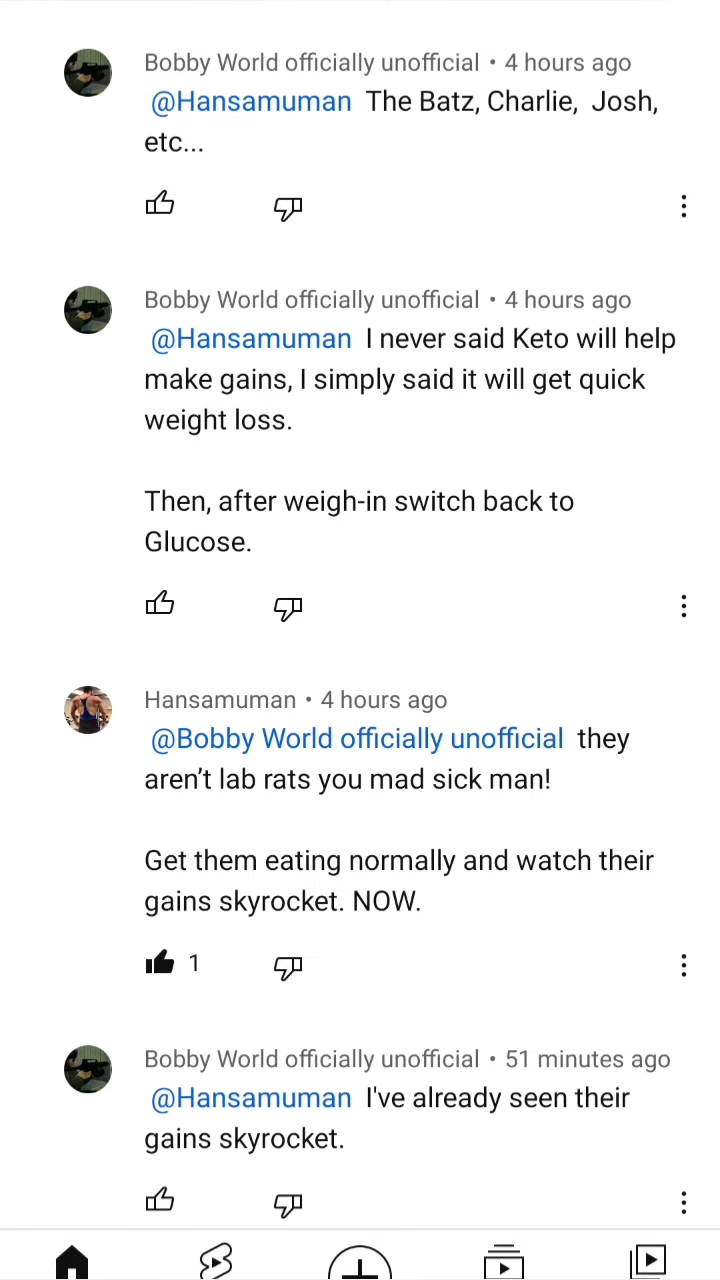 Bobby World officially unofficial • 4 hours ago
@Hansamuman The Batz, Charlie, Josh,
etc...
Bobby World officially unofficial • 4 hours ago
@Hansamuman I never said Keto will help
make gains, I simply said it will get quick
weight loss.
Then, after weigh-in switch back to
Glucose.
Hansamuman • 4 hours ago
@Bobby World officially unofficial they
aren’t lab rats you mad sick man!
Get them eating normally and watch their
gains skyrocket. NOW.
1
Bobby World officially unofficial • 51 minutes ago
@Hansamuman I've already seen their
gains skyrocket.